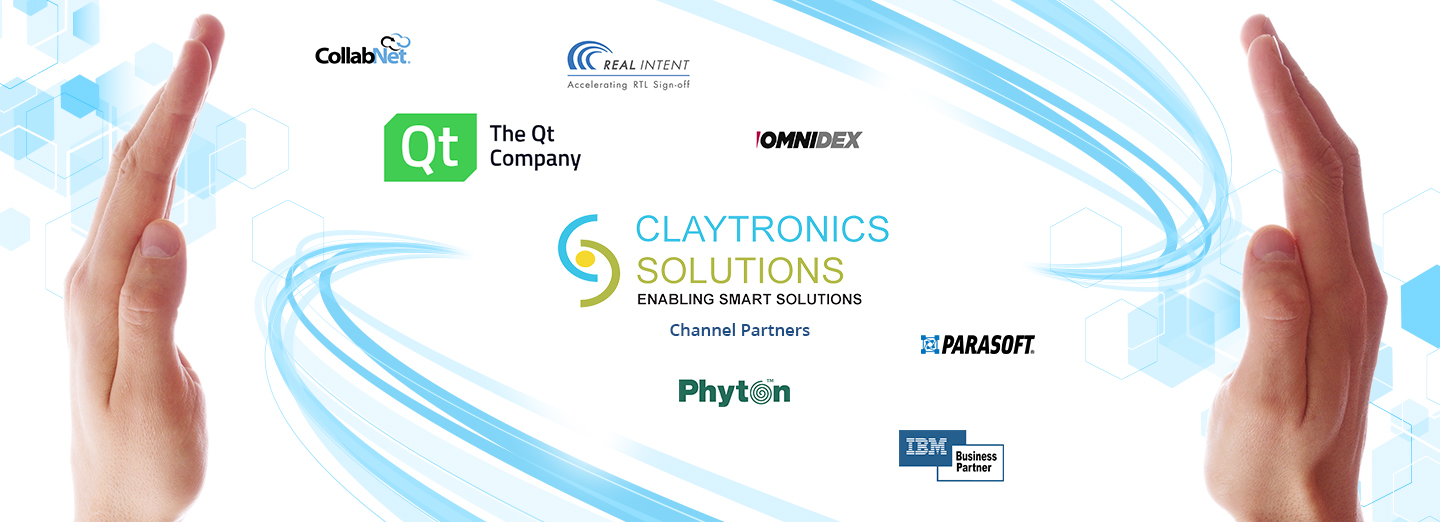 CollabNet.
REAL INTENT
Accelerating RTL Sign-off
Qt
The Qt
Company
OMNIDEX
CLAYTRONICS
SOLUTIONS
ENABLING SMART SOLUTIONS
Channel Partners
PARASOFT®
Phyton™
IBM
Business
Partner